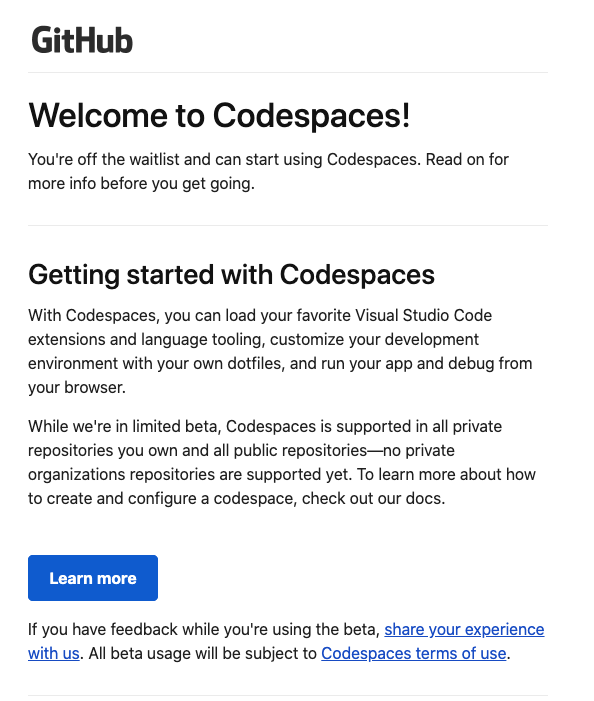 GitHub
Welcome to Codespaces!
You're off the waitlist and can start using Codespaces. Read on for
more info before you get going.
Getting started with Codespaces
With Codespaces, you can load your favorite Visual Studio Code
extensions and language tooling, customize your development
environment with your own dotfiles, and run your app and debug from
your browser.
While we're in limited beta, Codespaces is supported in all private
repositories you own and all public repositories—no private
organizations repositories are supported yet. To learn more about how
to create and configure a codespace, check out our docs.
Learn more
If you have feedback while you're using the beta, share your experience
with us. All beta usage will be subject to Codespaces terms of use.